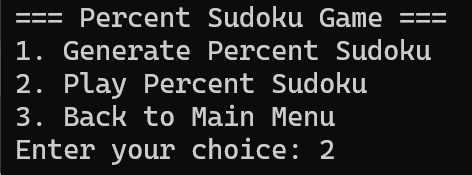 === Percent Sudoku Game ===
1. Generate Percent Sudoku
2. Play Percent Sudoku
3. Back to Main Menu
Enter your choice: 2